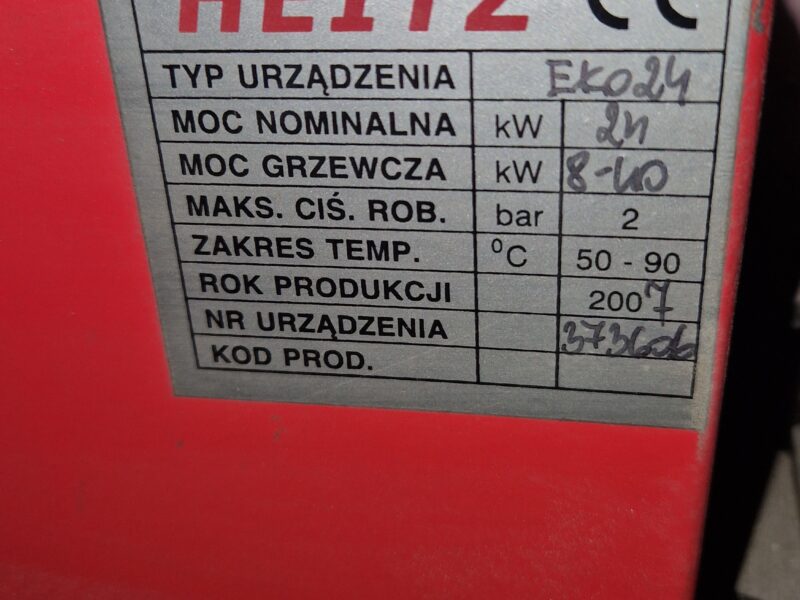 HEITZ CE
TYP URZĄDZENIA EKO24
MOC NOMINALNA kW 24
MOC GRZEWCZA kW 8-40
MAKS. CIŚ. ROB. bar 2
ZAKRES TEMP. °C 50 - 90
ROK PRODUKCJI 2007
NR URZĄDZENIA 373606
KOD PROD.